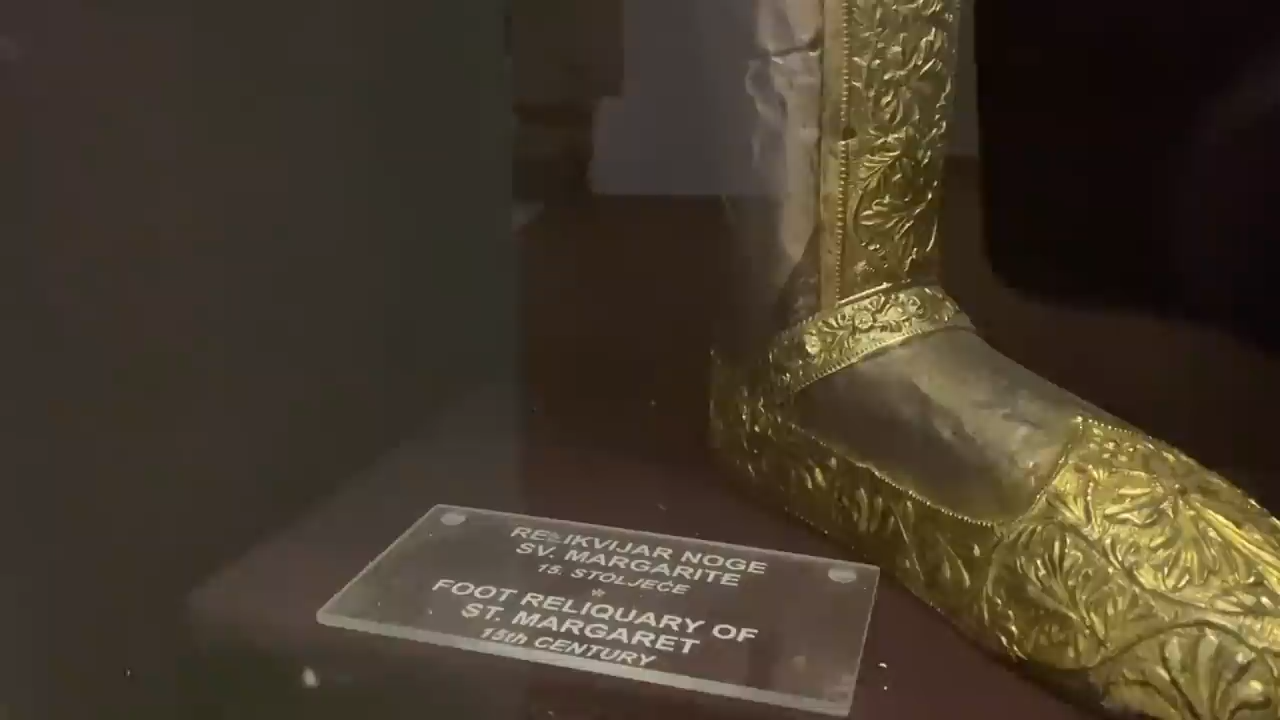 RELIKVIJAR NOGE
SV. MARGARITE
15. STOLJEĆE
*
FOOT RELIQUARY OF
ST. MARGARET
15th CENTURY